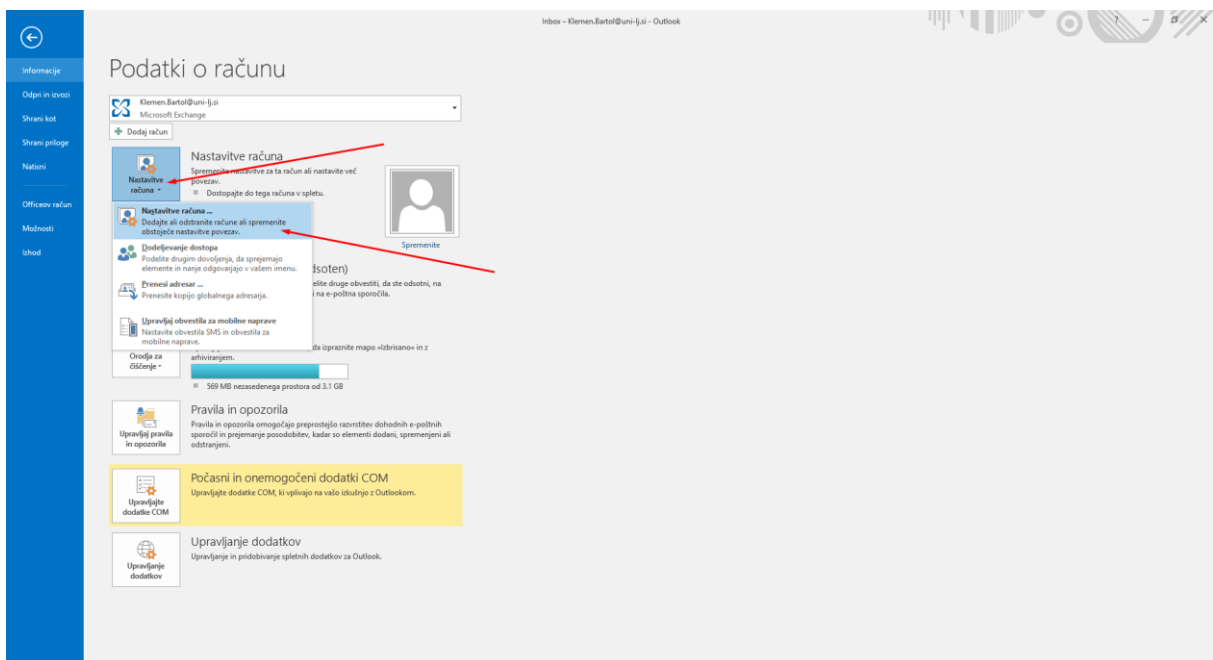 Inbox – Klemen.Bartol@uni-lj.si - Outlook
?
Informacije
Odpri in izvozi
Shrani kot
Shrani priloge
Natisni
Officeov račun
Možnosti
Izhod
Podatki o računu
Klemen.Bartol@uni-lj.si
Microsoft Exchange
Dodaj račun
Nastavitve
računa
Nastavitve računa
Spremenite nastavitve za ta račun ali nastavite več
povezav.
Dostopajte do tega računa v spletu.
Spremenite
Nastavitve računa ...
Dodajte ali odstranite račune ali spremenite
obstoječe nastavitve povezav.
Dodeljevanje dostopa
Podelite drugim dovoljenja, da sprejemajo
elemente in nanje odgovarjajo v vašem imenu.
Prenesi adresar ...
Prenesite kopijo globalnega adresarja.
Upravljaj obvestila za mobilne naprave
Nastavite obvestila SMS in obvestila za
mobilne naprave.
dsoten)
elite druge obvestiti, da ste odsotni, na
i na e-poštna sporočila.
Orodja za
čiščenje
da izpraznite mapo »Izbrisano« in z
arhiviranjem.
569 MB nezasedenega prostora od 3.1 GB
Upravljaj pravila
in opozorila
Pravila in opozorila
Pravila in opozorila omogočajo preprostejšo razvrstitev dohodnih e-poštnih
sporočil in prejemanje posodobitev, kadar so elementi dodani, spremenjeni ali
odstranjeni.
Upravljajte
dodatke COM
Počasni in onemogočeni dodatki COM
Upravljajte dodatke COM, ki vplivajo na vašo izkušnjo z Outlookom.
Upravljanje
dodatkov
Upravljanje dodatkov
Upravljanje in pridobivanje spletnih dodatkov za Outlook.